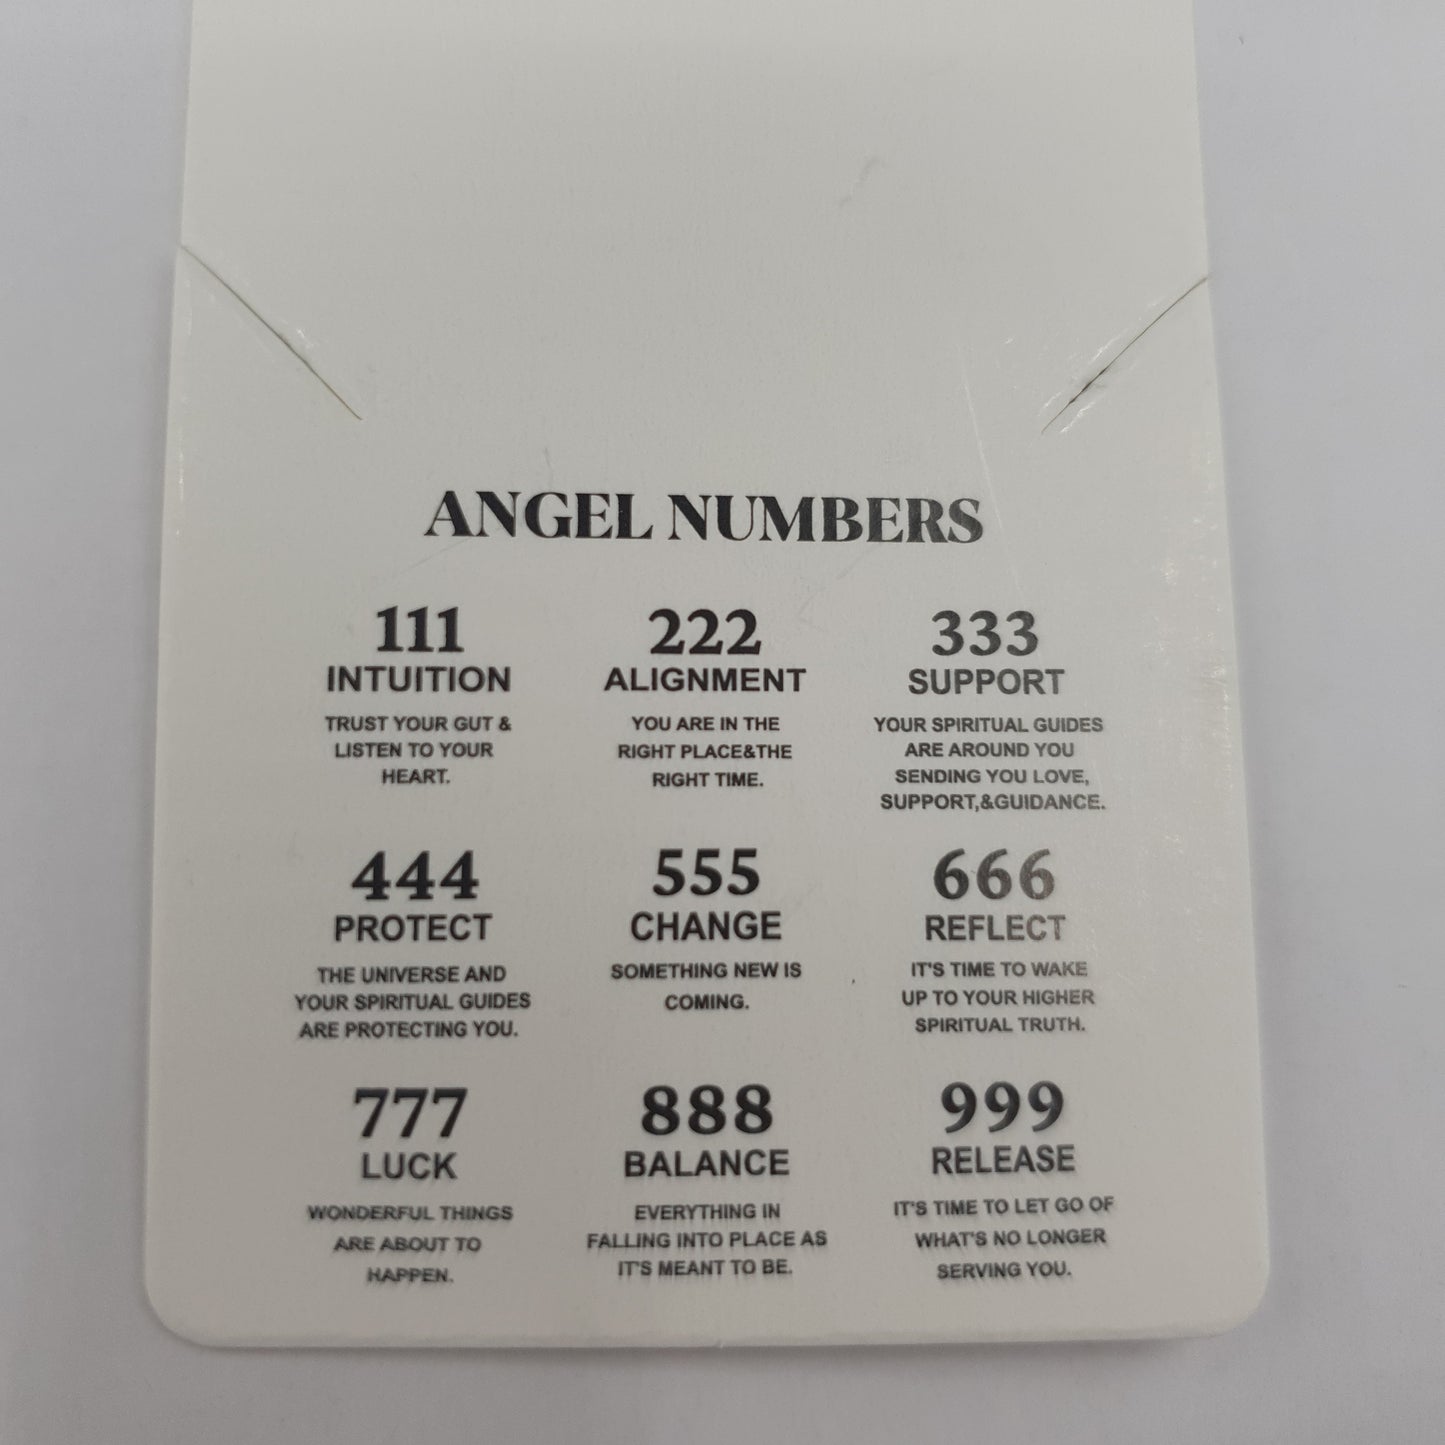 ANGEL NUMBERS
111
INTUITION
TRUST YOUR GUT &
LISTEN TO YOUR
HEART.
222
ALIGNMENT
YOU ARE IN THE
RIGHT PLACE&THE
RIGHT TIME.
333
SUPPORT
YOUR SPIRITUAL GUIDES
ARE AROUND YOU
SENDING YOU LOVE,
SUPPORT,&GUIDANCE.
444
PROTECT
THE UNIVERSE AND
YOUR SPIRITUAL GUIDES
ARE PROTECTING YOU.
555
CHANGE
SOMETHING NEW IS
COMING.
666
REFLECT
IT'S TIME TO WAKE
UP TO YOUR HIGHER
SPIRITUAL TRUTH.
777
LUCK
WONDERFUL THINGS
ARE ABOUT TO
HAPPEN.
888
BALANCE
EVERYTHING IN
FALLING INTO PLACE AS
IT'S MEANT TO BE.
999
RELEASE
IT'S TIME TO LET GO OF
WHAT'S NO LONGER
SERVING YOU.